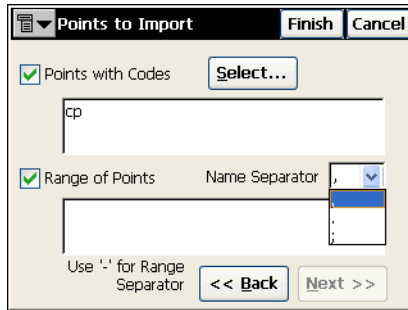 Points to Import Finish Cancel
Points with Codes Select...
cp
Range of Points Name Separator ,
,
.
;
Use '-' for Range
Separator << Back Next >>